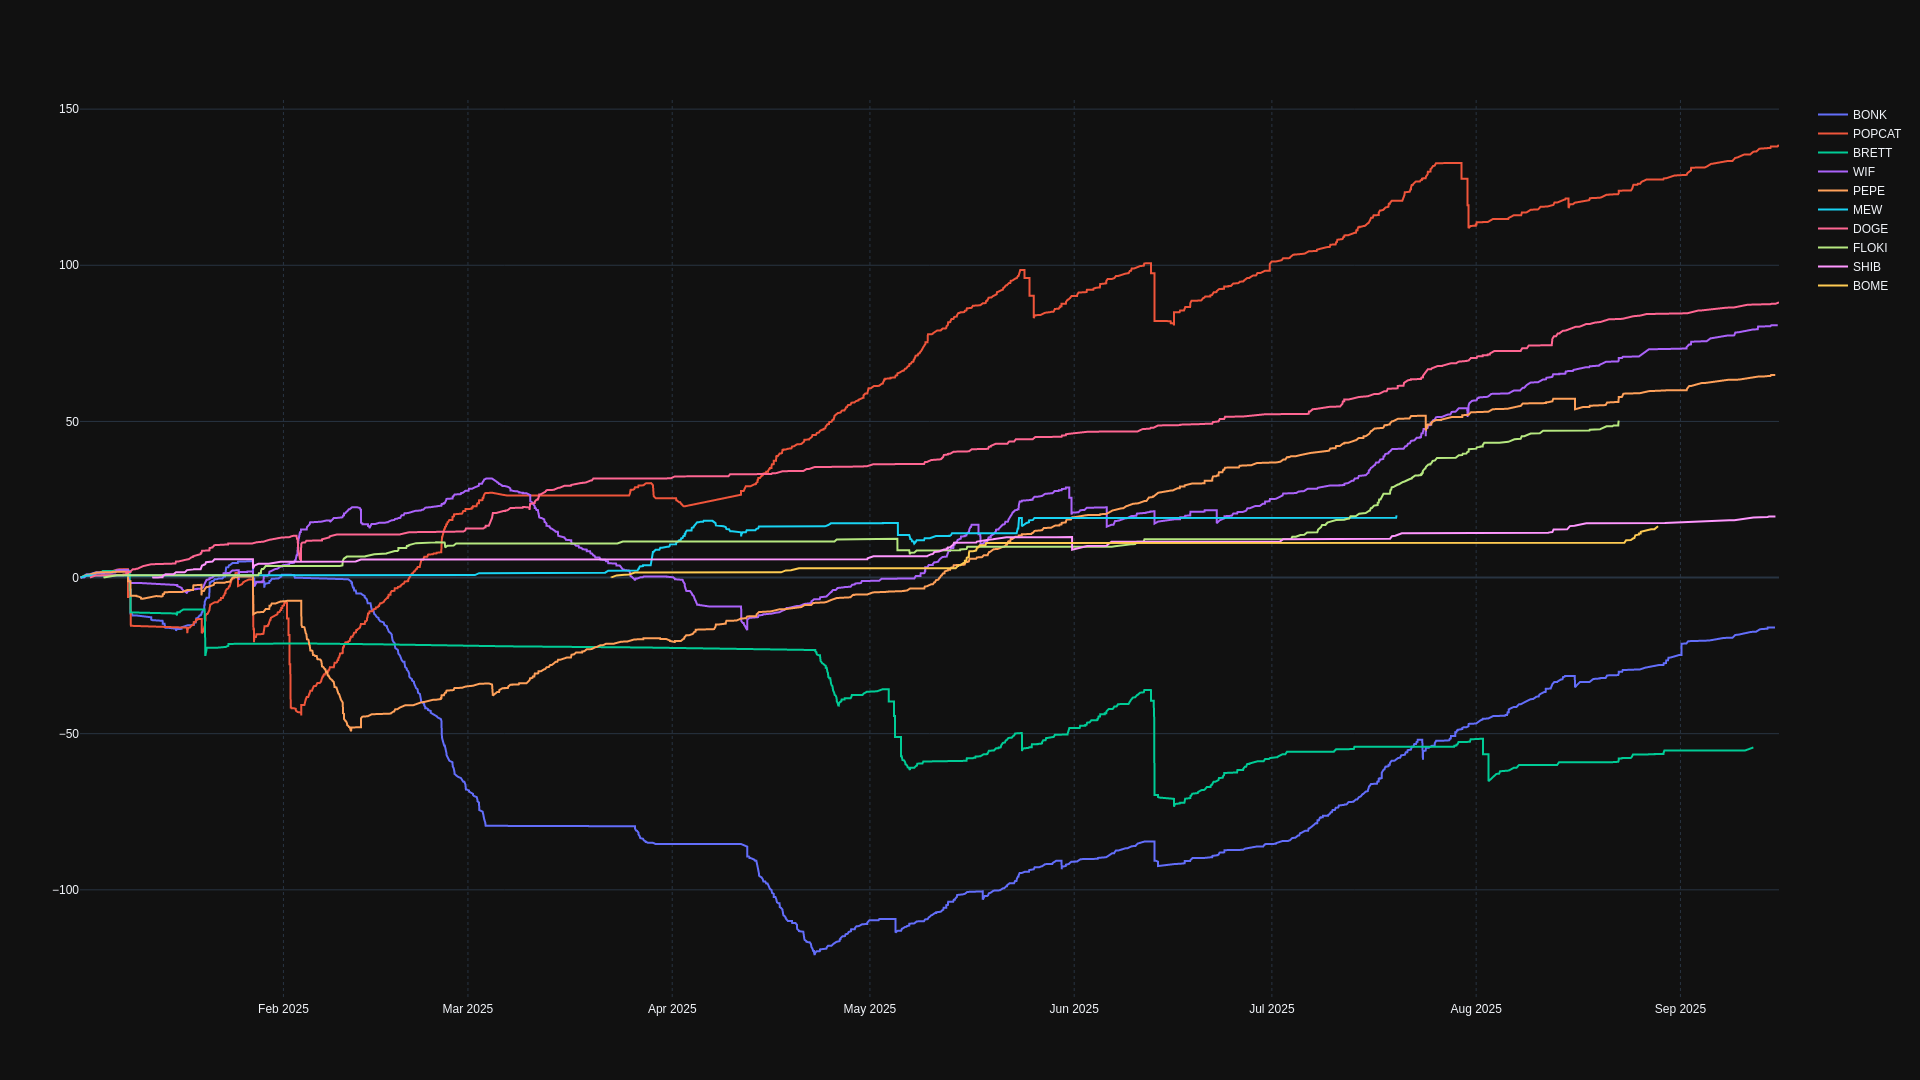 150
100
50
0
−50
−100
Feb 2025
Mar 2025
Apr 2025
May 2025
Jun 2025
Jul 2025
Aug 2025
Sep 2025
BONK
POPCAT
BRETT
WIF
PEPE
MEW
DOGE
FLOKI
SHIB
BOME